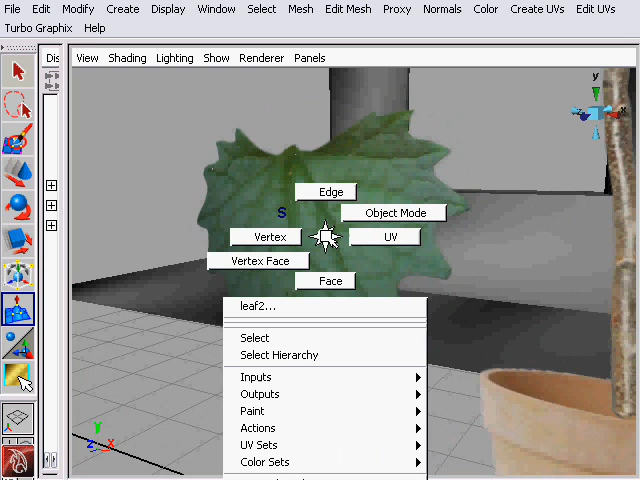 File Edit Modify Create Display Window Select Mesh Edit Mesh Proxy Normals Color Create UVs Edit UVs
Turbo Graphix Help
Dis View Shading Lighting Show Renderer Panels
y
x
Edge
S
Object Mode
Vertex UV
Vertex Face
Face
leaf2...
Select
Select Hierarchy
Inputs
Outputs
Paint
Actions
UV Sets
Color Sets
Y
Z X